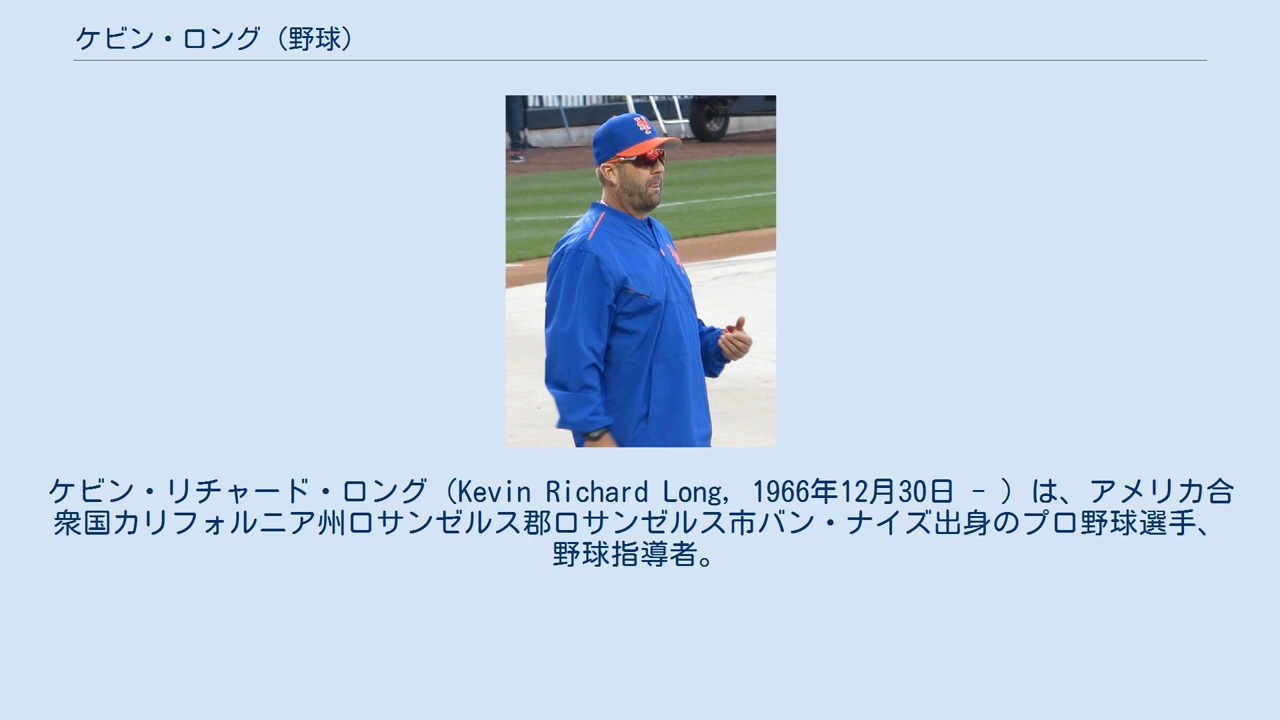 ケビン・ロング（野球）
ケビン・リチャード・ロング（Kevin Richard Long, 1966年12月30日 - ）は、アメリカ合
衆国カリフォルニア州ロサンゼルス郡ロサンゼルス市バン・ナイズ出身のプロ野球選手、
野球指導者。